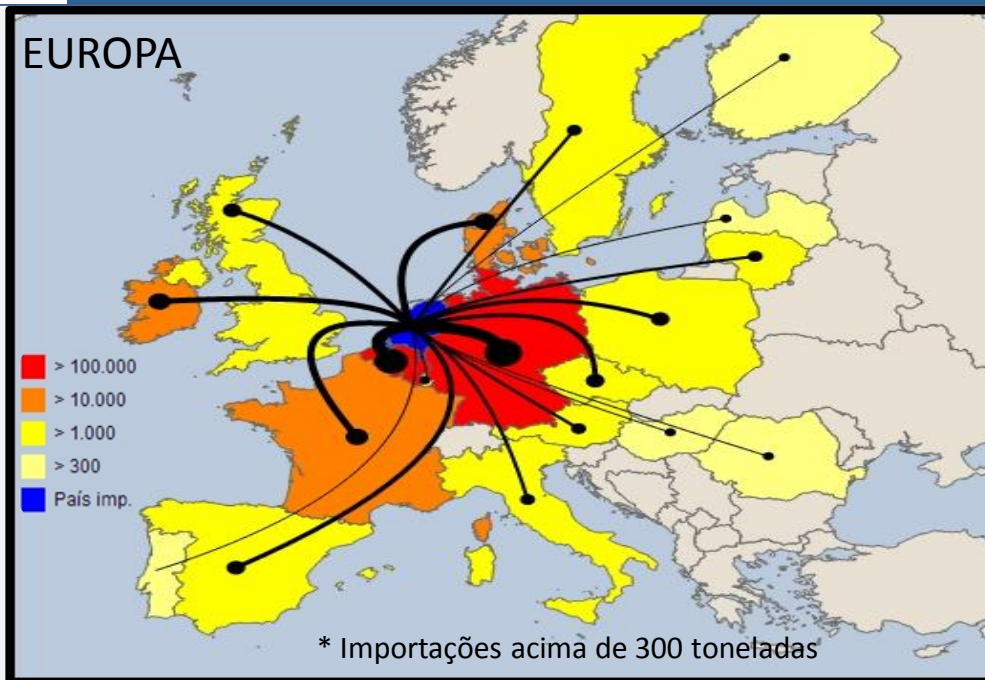 EUROPA
> 100.000
> 10.000
> 1.000
> 300
País imp.
* Importações acima de 300 toneladas